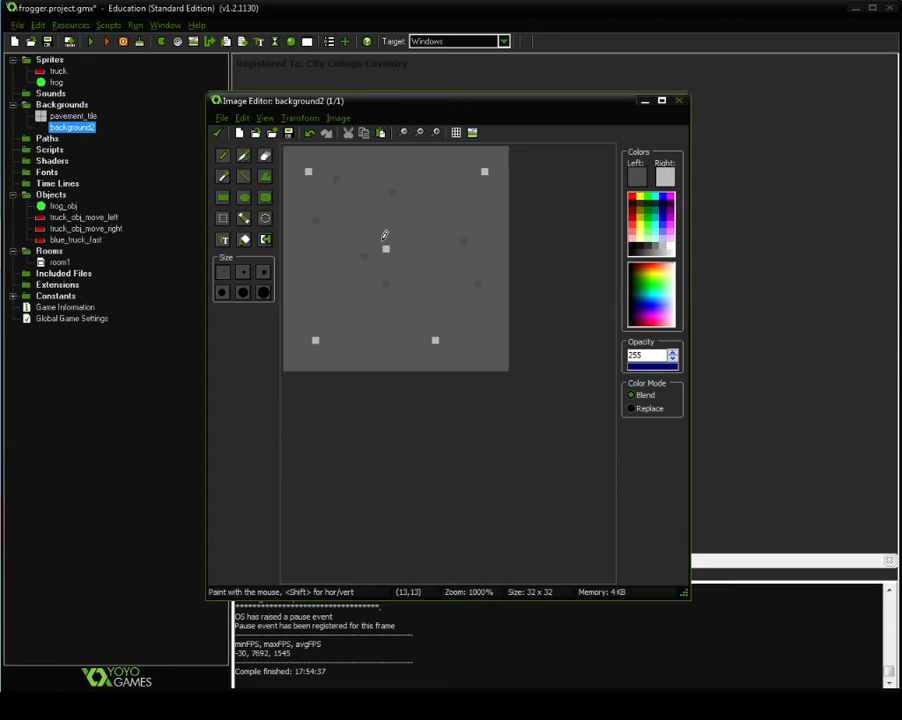 frogger.project.gmx* - Education (Standard Edition) (v1.2.1130)
File Edit Resources Scripts Run Window Help
Target Windows
Sprites
truck
frog
Sounds
Backgrounds
pavement_tile
background2
Paths
Scripts
Shaders
Fonts
Time Lines
Objects
frog_obj
truck_obj_move_left
truck_obj_move_right
blue_truck_fast
Rooms
room1
Included Files
Extensions
Constants
Game Information
Global Game Settings
YOYO
GAMES
Registered To: City College Coventry
Image Editor: background2 (1/1)
File Edit View Transform Image
Size
Colors
Left: Right:
Opacity
255
Color Mode
Blend
Replace
Paint with the mouse, <Shift> for hor/vert (13,13) Zoom: 1000% Size: 32 x 32 Memory: 4 KB
***********************************.
OS has raised a pause event
Pause event has been registered for this frame
minFPS, maxFPS, avgFPS
-30, 7692, 1545
Compile finished: 17:54:37